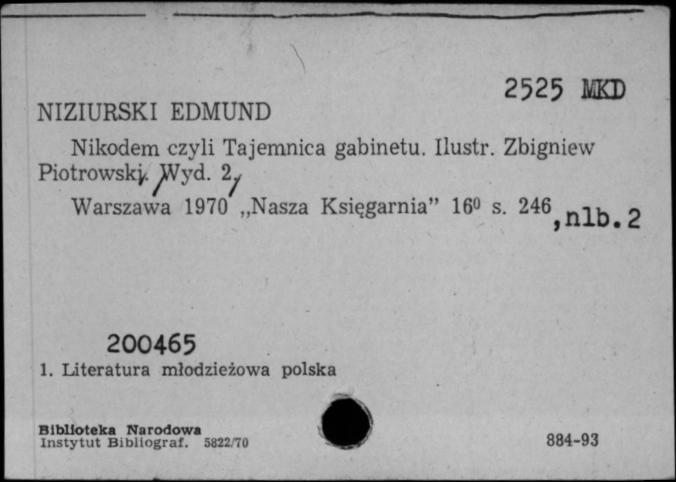 2525 MKD
NIZIURSKI EDMUND
Nikodem czyli Tajemnica gabinetu. Ilustr. Zbigniew
Piotrowski. Wyd. 2,
Warszawa 1970 „Nasza Księgarnia” 16⁰ s. 246, nlb. 2
200465
1. Literatura młodzieżowa polska
Biblioteka Narodowa
Instytut Bibliograf. 5822/70
884-93